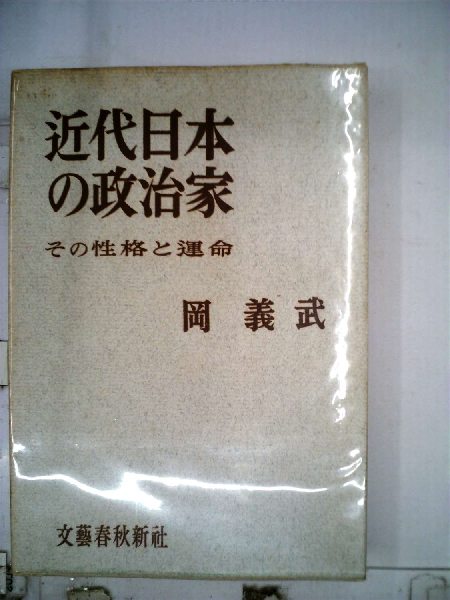 近代日本
の政治家
その性格と運命
岡 義武
文藝春秋新社